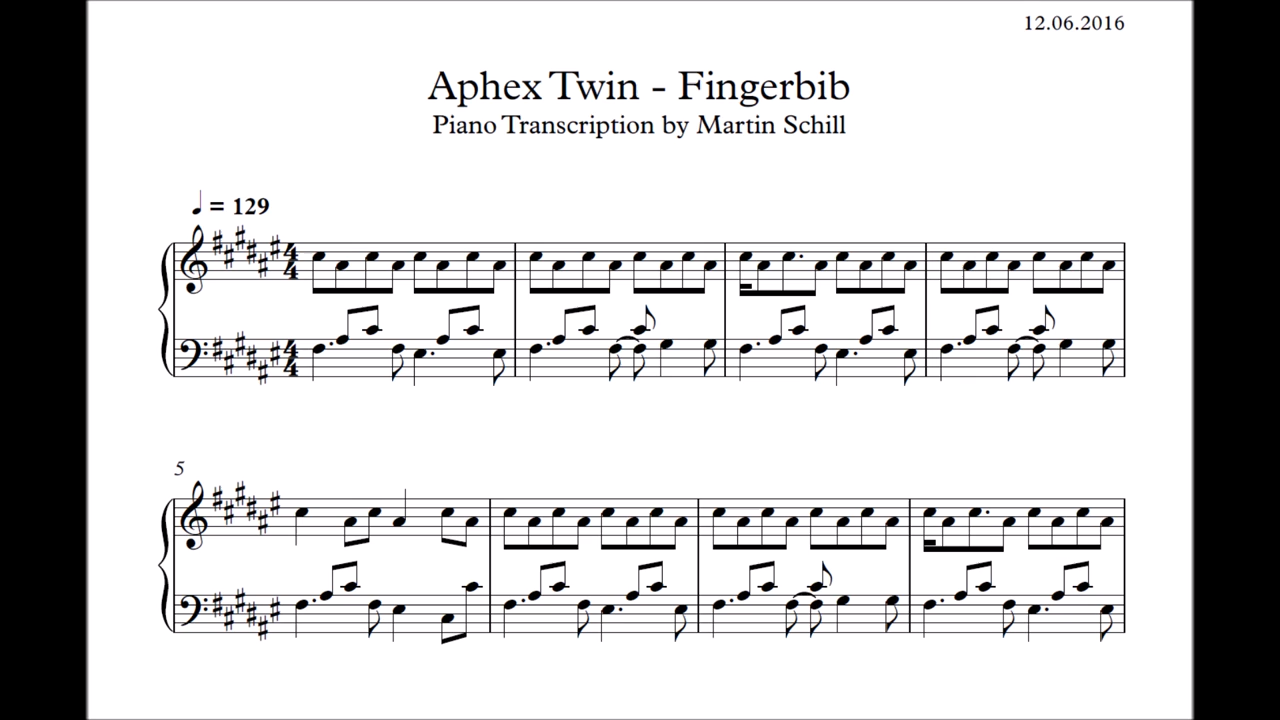 12.06.2016
Aphex Twin - Fingerbib
Piano Transcription by Martin Schill
♩ = 129
4
4
4
4
5